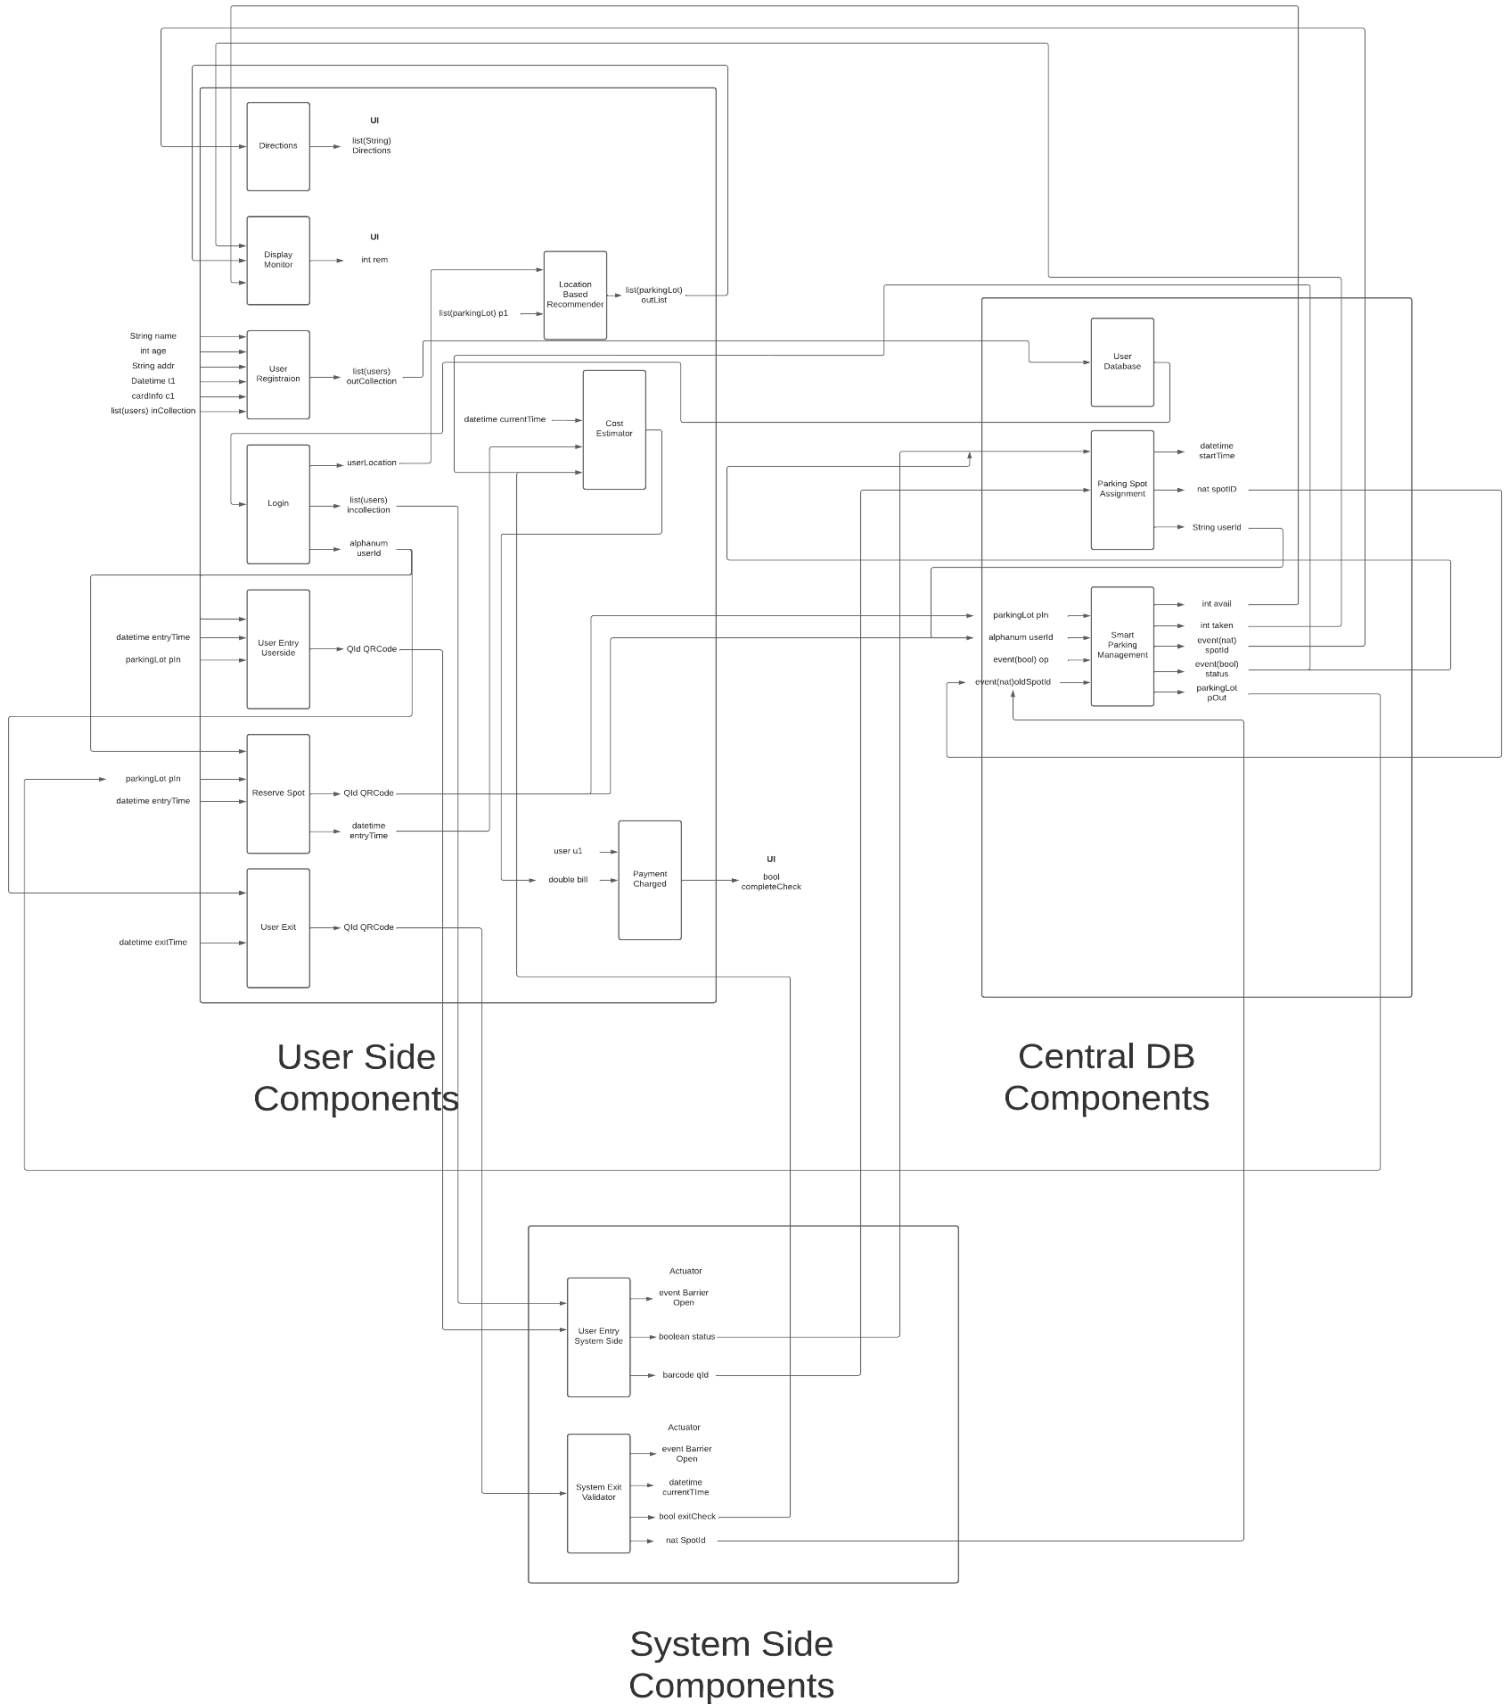 UI
Directions
list(String)
Directions
UI
Display
Monitor
int rem
Location
Based
Recommender
list(parkingLot)
outList
list(parkingLot) p1
String name
int age
String addr
Datetime t1
cardInfo c1
list(users) inCollection
User
Registraion
list(users)
outCollection
User
Database
datetime currentTime
Cost
Estimator
Login
userLocation
list(users)
incollection
alphanum
userId
Parking Spot
Assignment
datetime
startTime
nat spotID
String userId
datetime entryTime
parkingLot pIn
User Entry
Userside
QId QRCode
parkingLot pIn
alphanum userId
event(bool) op
event(nat)oldSpotId
Smart
Parking
Management
int avail
int taken
event(nat)
spotId
event(bool)
status
parkingLot
pOut
parkingLot pIn
datetime entryTime
Reserve Spot
QId QRCode
datetime
entryTime
user u1
double bill
Payment
Charged
UI
bool
completeCheck
datetime exitTime
User Exit
QId QRCode
User Side
Components
Central DB
Components
Actuator
event Barrier
Open
User Entry
System Side
boolean status
barcode qId
Actuator
event Barrier
Open
System Exit
Validator
datetime
currentTIme
bool exitCheck
nat SpotId
System Side
Components